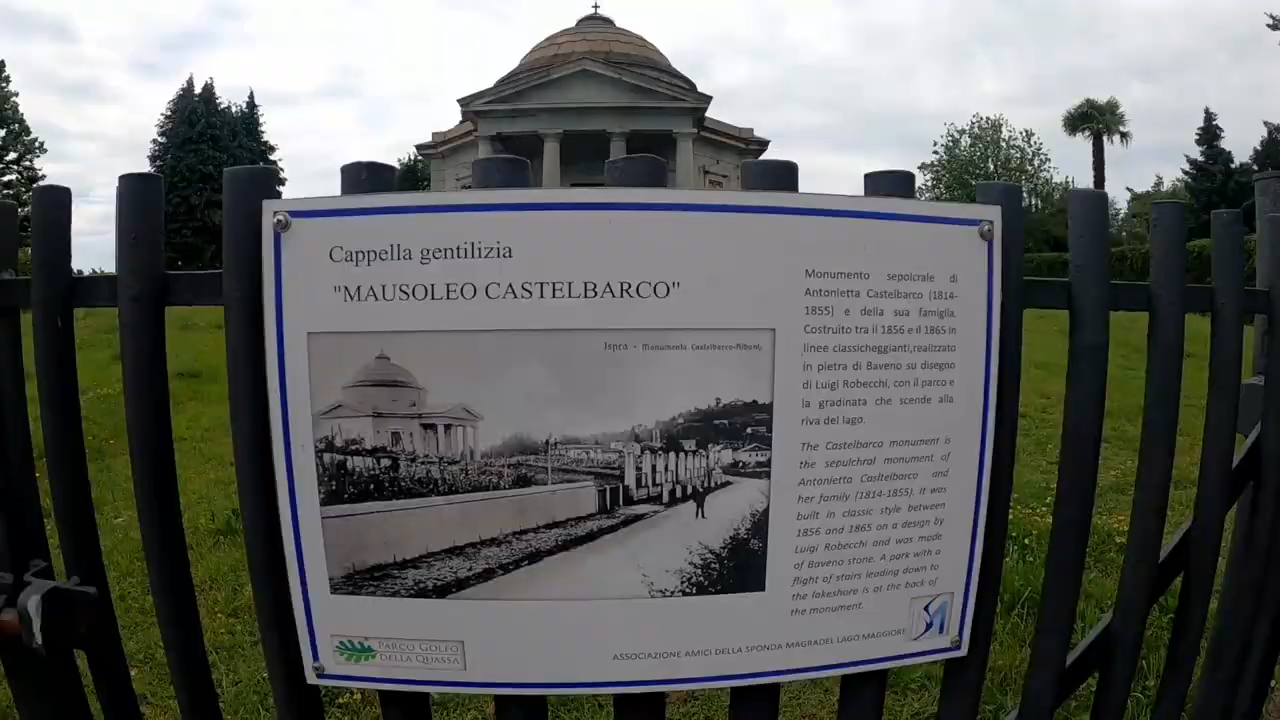 Cappella gentilizia
"MAUSOLEO CASTELBARCO"
Ispra - Monumento Castelbarco-Riboni
Monumento sepolcrale di
Antonietta Castelbarco (1814-
1855) e della sua famiglia.
Costruito tra il 1856 e il 1865 in
linee classicheggianti,realizzato
in pietra di Baveno su disegno
di Luigi Robecchi, con il parco e
la gradinata che scende alla
riva del lago.
The Castelbarco monument is
the sepulchral monument of
Antonietta Casltelbarco and
her family (1814-1855). It was
built in classic style between
1856 and 1865 on a design by
Luigi Robecchi and was made
of Baveno stone. A park with a
flight of stairs leading down to
the lakeshore is at the back of
the monument.
PARCO GOLFO
DELLA QUASSA
ASSOCIAZIONE AMICI DELLA SPONDA MAGRADEL LAGO MAGGIORE